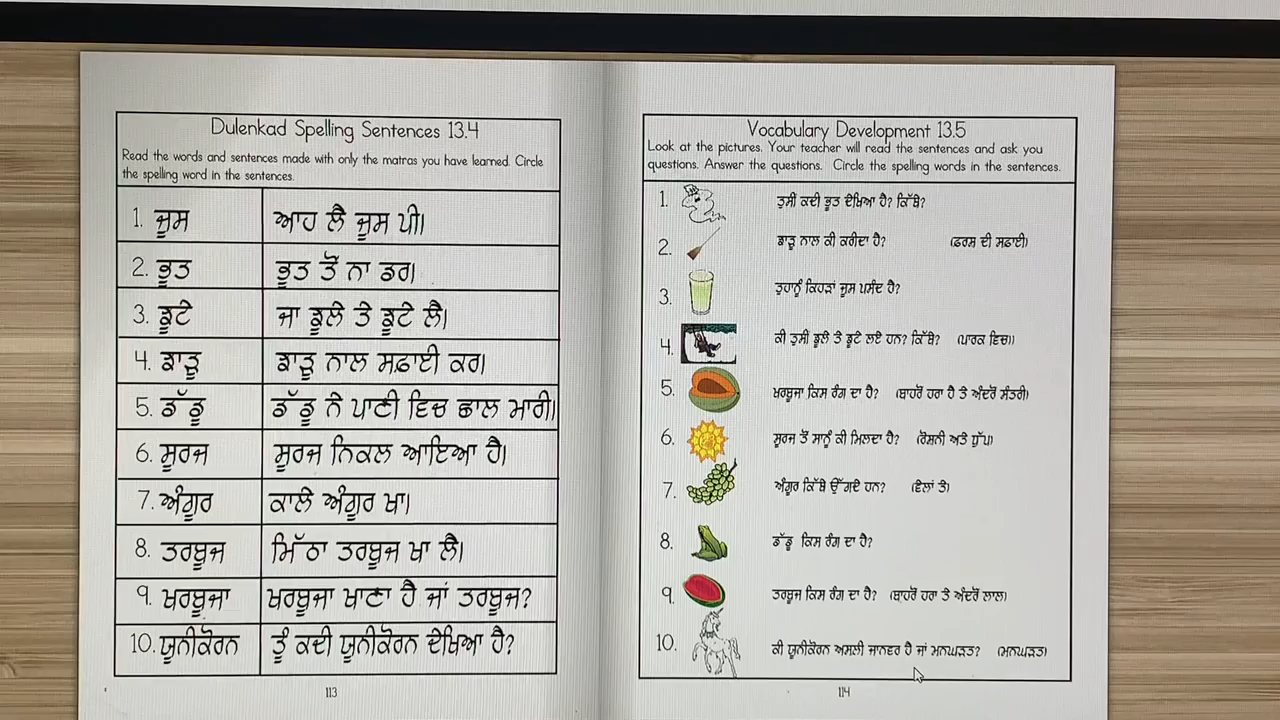 Dulenkad Spelling Sentences 13.4
Read the words and sentences made with only the matras you have learned. Circle
the spelling word in the sentences.
1. ਜੂਸ ਆਹ ਲੈ ਜੂਸ ਪੀ।
2. ਭੂਤ ਭੂਤ ਤੋਂ ਨਾ ਡਰ।
3. ਝੂਟੇ ਜਾ ਝੂਲੇ ਤੇ ਝੂਟੇ ਲੈ।
4. ਝਾੜੂ ਝਾੜੂ ਨਾਲ ਸਫ਼ਾਈ ਕਰ।
5. ਡੱਡੂ ਡੱਡੂ ਨੇ ਪਾਣੀ ਵਿਚ ਛਾਲ ਮਾਰੀ।
6. ਸੂਰਜ ਸੂਰਜ ਨਿਕਲ ਆਇਆ ਹੈ।
7. ਅੰਗੂਰ ਕਾਲੇ ਅੰਗੂਰ ਖਾ।
8. ਤਰਬੂਜ ਮਿੱਠਾ ਤਰਬੂਜ ਖਾ ਲੈ।
9. ਖਰਬੂਜਾ ਖਰਬੂਜਾ ਖਾਣਾ ਹੈ ਜਾਂ ਤਰਬੂਜ?
10. ਯੂਨੀਕੋਰਨ ਤੂੰ ਕਦੀ ਯੂਨੀਕੋਰਨ ਦੇਖਿਆ ਹੈ?
113
Vocabulary Development 13.5
Look at the pictures. Your teacher will read the sentences and ask you
questions. Answer the questions. Circle the spelling words in the sentences.
1. ਤੁਸੀਂ ਕਦੀ ਭੂਤ ਦੇਖਿਆ ਹੈ? ਕਿੱਥੇ?
2. ਝਾੜੂ ਨਾਲ ਕੀ ਕਰੀਦਾ ਹੈ? (ਫ਼ਰਸ਼ ਦੀ ਸਫ਼ਾਈ)
3. ਤੁਹਾਨੂੰ ਕਿਹੜਾਂ ਜੂਸ ਪਸੰਦ ਹੈ?
4. ਕੀ ਤੁਸੀਂ ਝੂਲੇ ਤੇ ਝੂਟੇ ਲਏ ਹਨ? ਕਿੱਥੇ? (ਪਾਰਕ ਵਿਚ।)
5. ਖਰਬੂਜਾ ਕਿਸ ਰੰਗ ਦਾ ਹੈ? (ਬਾਹਰੋਂ ਹਰਾ ਹੈ ਤੇ ਅੰਦਰੋਂ ਸੰਤਰੀ)
6. ਸੂਰਜ ਤੋਂ ਸਾਨੂੰ ਕੀ ਮਿਲਦਾ ਹੈ? (ਰੋਸ਼ਨੀ ਅਤੇ ਧੁੱਪ)
7. ਅੰਗੂਰ ਕਿੱਥੇ ਉੱਗਦੇ ਹਨ? (ਵੇਲਾਂ ਤੇ)
8. ਡੱਡੂ ਕਿਸ ਰੰਗ ਦਾ ਹੈ?
9. ਤਰਬੂਜ ਕਿਸ ਰੰਗ ਦਾ ਹੈ? (ਬਾਹਰੋਂ ਹਰਾ ਤੇ ਅੰਦਰੋਂ ਲਾਲ)
10. ਕੀ ਯੂਨੀਕੋਰਨ ਅਸਲੀ ਜਾਨਵਰ ਹੈ ਜਾਂ ਮਨਘੜਤ? (ਮਨਘੜਤ)
114